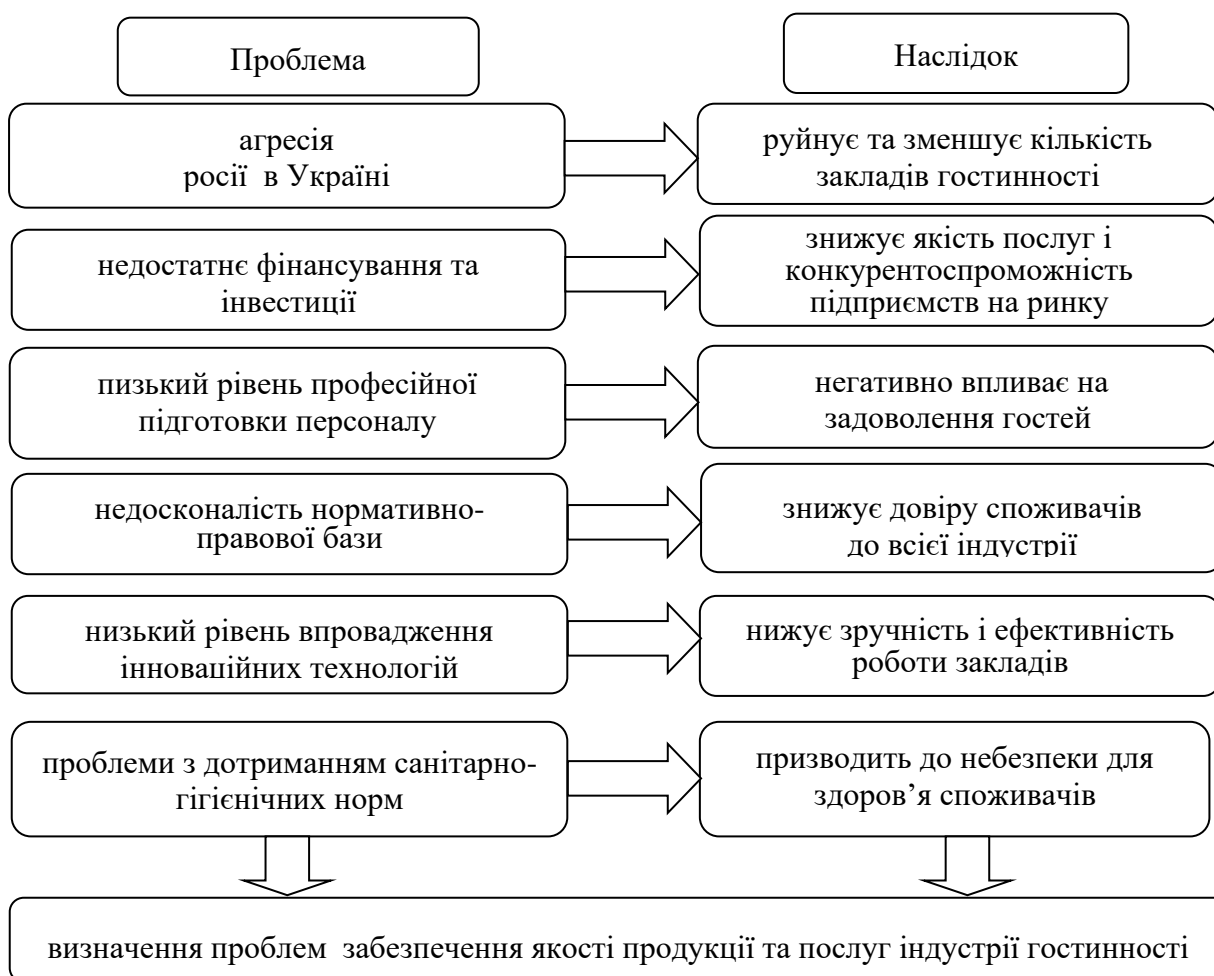 Проблема
Наслідок
агресія
росії в Україні
руйнує та зменшує кількість
закладів гостинності
недостатнє фінансування та
інвестиції
знижує якість послуг і
конкурентоспроможність
підприємств на ринку
пизький рівень професійної
підготовки персоналу
негативно впливає на
задоволення гостей
недосконалість нормативно-
правової бази
знижує довіру споживачів
до всієї індустрії
низький рівень впровадження
інноваційних технологій
нижує зручність і ефективність
роботи закладів
проблеми з дотриманням санітарно-
гігієнічних норм
призводить до небезпеки для
здоров’я споживачів
визначення проблем забезпечення якості продукції та послуг індустрії гостинності